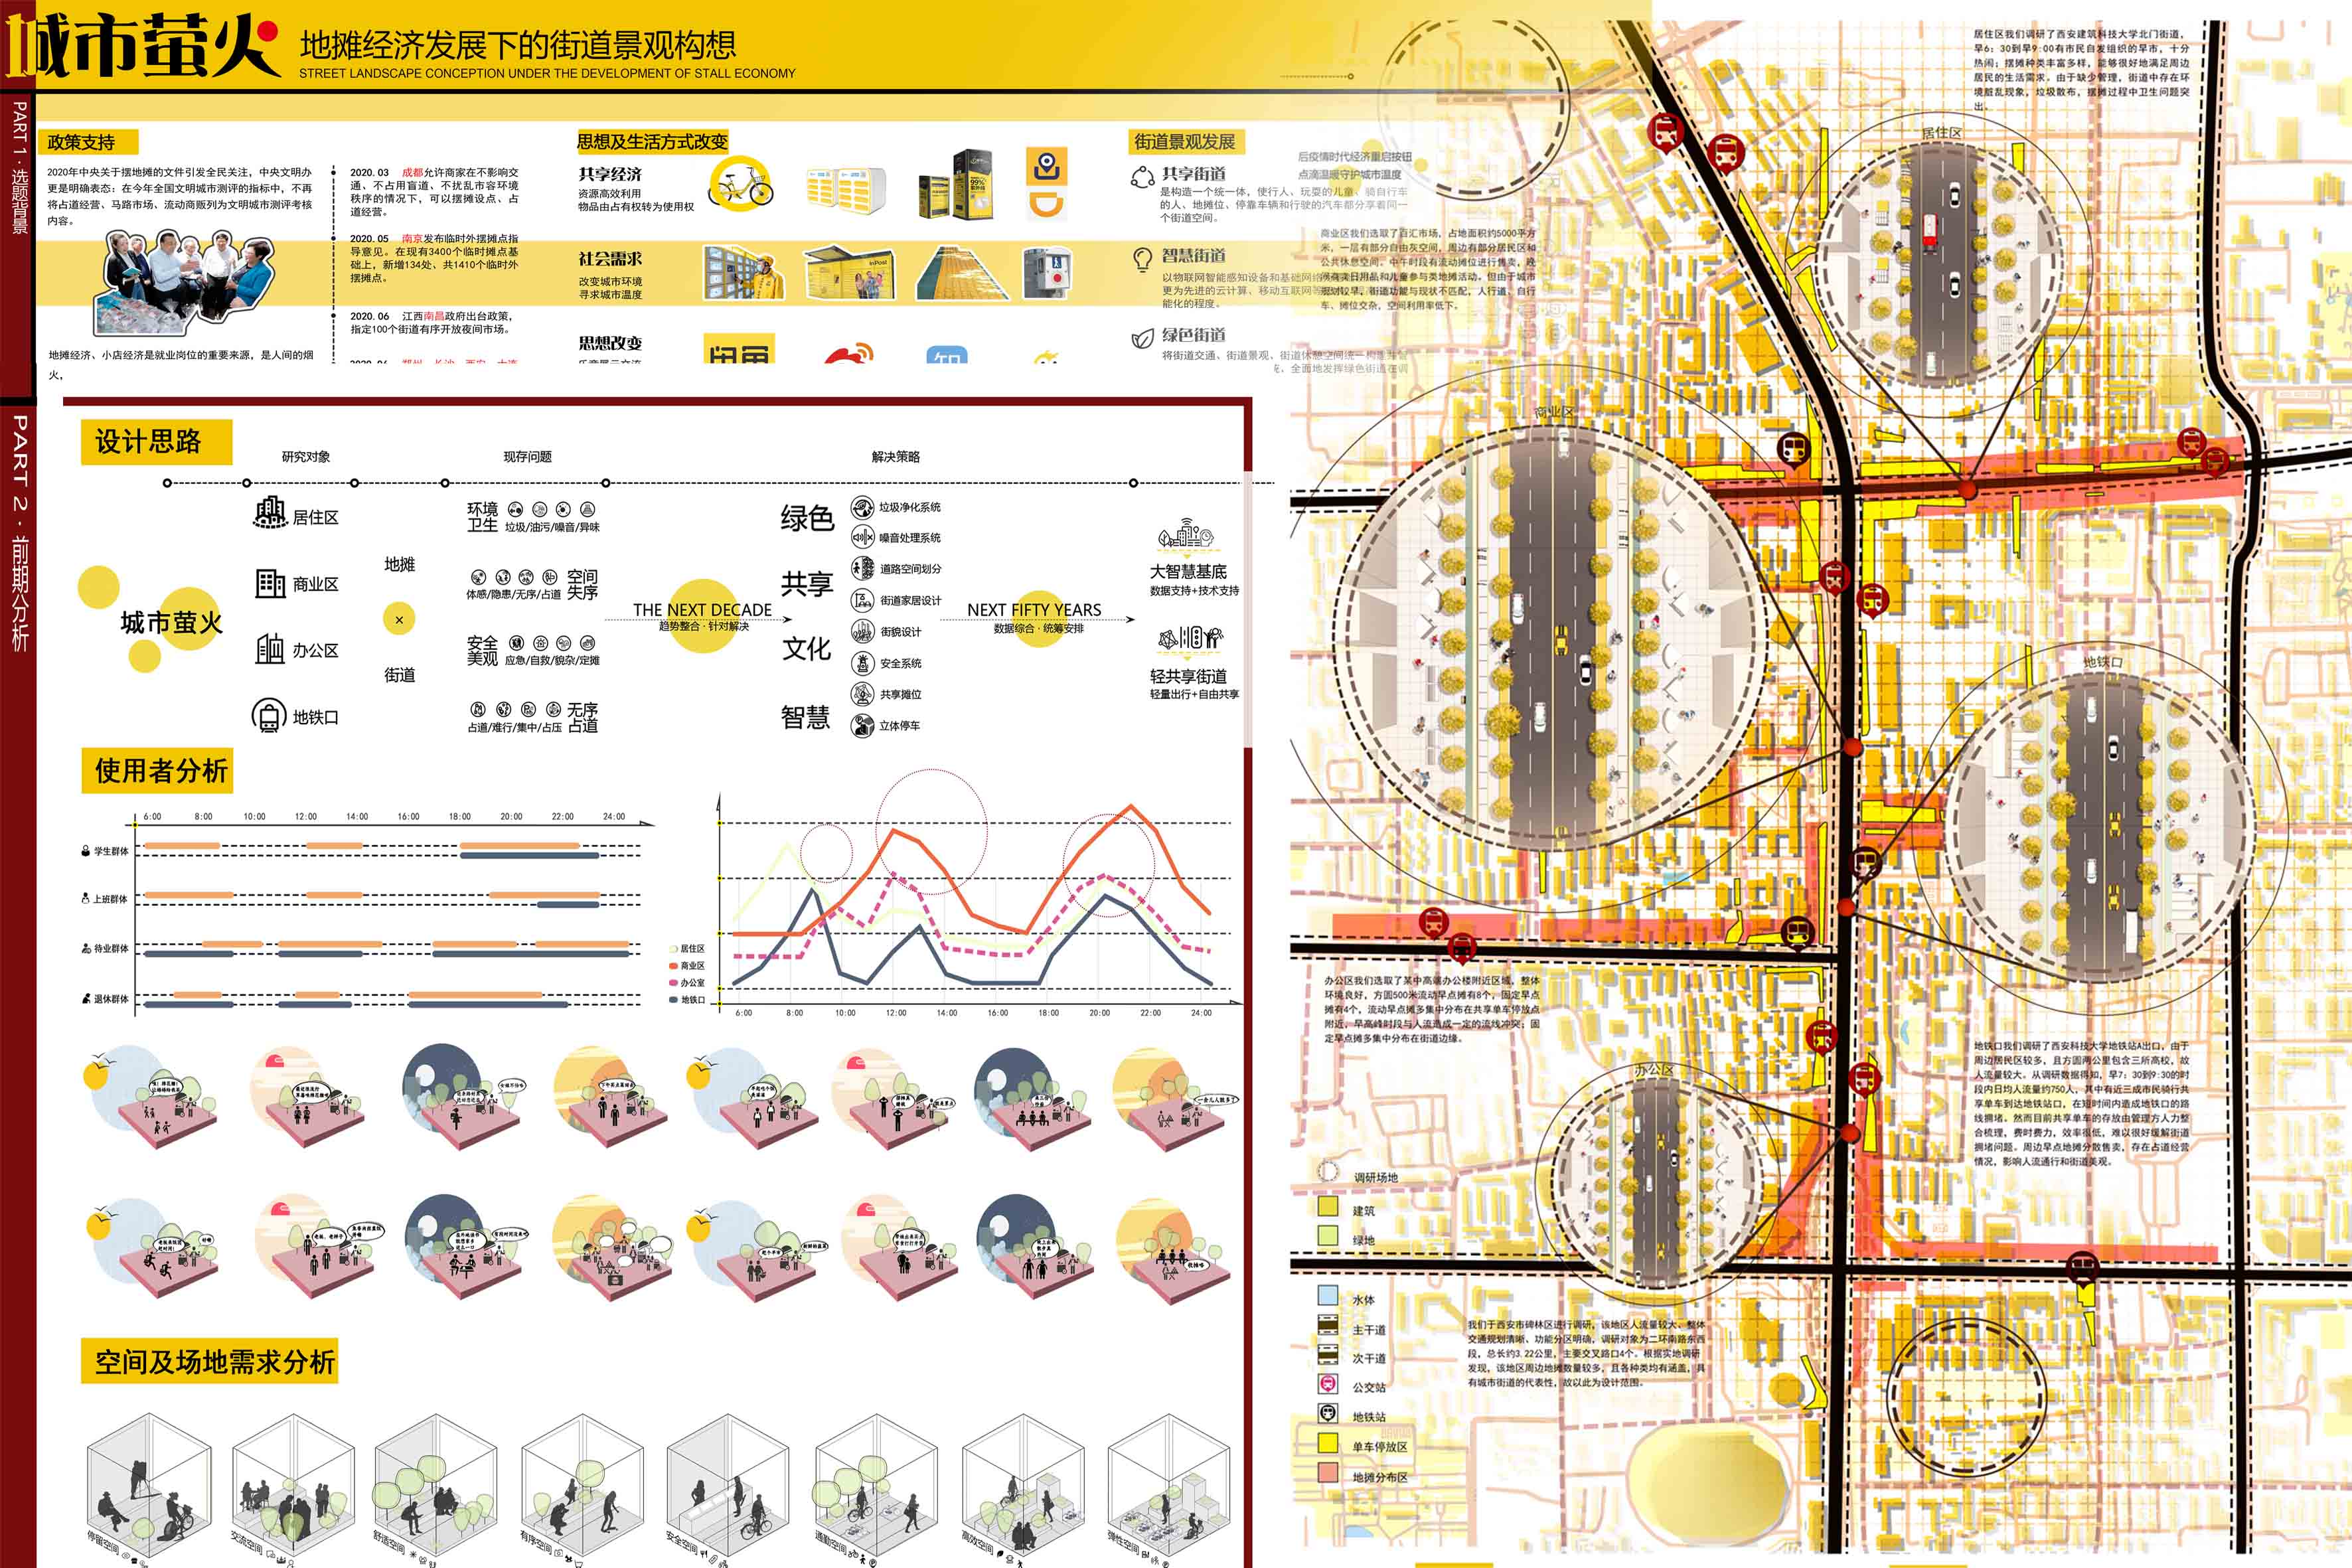 城市萤火
地摊经济发展下的街道景观构想
STREET LANDSCAPE CONCEPTION UNDER THE DEVELOPMENT OF STALL ECONOMY
PART 1 · 选题背景
政策支持
2020年中央关于摆地摊的文件引发全民关注，中央文明办
更是明确表态：在今年全国文明城市测评的指标中，不再
将占道经营、马路市场、流动商贩列为文明城市测评考核
内容。
地摊经济、小店经济是就业岗位的重要来源，是人间的烟
火，
2020. 03 成都允许商家在不影响交
通、不占用盲道、不扰乱市容环境
秩序的情况下，可以摆摊设点、占
道经营。
2020. 05 南京发布临时外摆摊点指
导意见。在现有3400个临时摊点基
础上，新增134处、共1410个临时外
摆摊点。
2020. 06 江西南昌政府出台政策，
指定100个街道有序开放夜间市场。
思想及生活方式改变
共享经济
资源高效利用
物品由占有权转为使用权
社会需求
改变城市环境
寻求城市温度
InPost
思想改变
街道景观发展
共享街道
是构造一个统一体，使行人、玩耍的儿童、骑自行车
的人、地摊位、停靠车辆和行驶的汽车都分享着同一
个街道空间。
智慧街道
以物联网智能感知设备和基础网络
更为先进的云计算、移动互联网等
能化的程度。
绿色街道
将街道交通、街道景观、街道休憩空间统一构
后疫情时代经济重启按钮
点滴温暖守护城市温度
商业区我们选取了百汇市场，占地面积约5000平方
米，一层有部分自由灰空间，周边有部分居民区和
公共休息空间。中午时段有流动摊位进行售卖，晚
间有卖日用品和儿童参与类地摊活动。但由于城市
规划较早，街道功能与现状不匹配，人行道、自行
车、摊位交杂，空间利用率低下。
居住区我们调研了西安建筑科技大学北门街道，
早6：30到早9:00有市民自发组织的早市，十分
热闹；摆摊种类丰富多样，能够很好地满足周边
居民的生活需求。由于缺少管理，街道中存在环
境脏乱现象，垃圾散布，摆摊过程中卫生问题突
出。
居住区
商业区
地铁口
办公区
PART 2 · 前期分析
设计思路
研究对象
现存问题
解决策略
城市萤火
居住区
商业区
办公区
地铁口
地摊
×
街道
环境
卫生
垃圾/油污/噪音/异味
空间
失序
体感/隐患/无序/占道
安全
美观
应急/自救/貌杂/定摊
无序
占道
占道/难行/集中/占压
THE NEXT DECADE
趋势整合 · 针对解决
绿色
共享
文化
智慧
垃圾净化系统
噪音处理系统
道路空间划分
街道家居设计
街貌设计
安全系统
共享摊位
立体停车
NEXT FIFTY YEARS
数据综合 · 统筹安排
大智慧基底
数据支持+技术支持
轻共享街道
轻量出行+自由共享
使用者分析
6:00 8:00 10:00 12:00 14:00 16:00 18:00 20:00 22:00 24:00
学生群体
上班群体
待业群体
退休群体
居住区
商业区
办公室
地铁口
6:00 8:00 10:00 12:00 14:00 16:00 18:00 20:00 22:00 24:00
空间及场地需求分析
停留空间
交流空间
舒适空间
有序空间
安全空间
通勤空间
高效空间
弹性空间
办公区我们选取了某中高端办公楼附近区域，整体
环境良好，方圆500米流动早点摊有8个，固定早点
摊有4个，流动早点摊多集中分布在共享单车停放点
附近，早高峰时段与人流造成一定的流线冲突；固
定早点摊多集中分布在街道边缘。
地铁口我们调研了西安科技大学地铁站A出口，由于
周边居民区较多，且方圆两公里包含三所高校，故
人流量较大。从调研数据得知，早7：30到9:30的时
段内日均人流量约750人，其中有近三成市民骑行共
享单车到达地铁站口，在短时间内造成地铁口的路
线拥堵。然而目前共享单车的存放由管理方人力整
合梳理，费时费力，效率很低，难以很好缓解街道
拥堵问题。周边早点地摊分散售卖，存在占道经营
情况，影响人流通行和街道美观。
我们于西安市碑林区进行调研，该地区人流量较大、整体
交通规划清晰、功能分区明确，调研对象为二环南路东西
段，总长约3.22公里，主要交叉路口4个。根据实地调研
发现，该地区周边地摊数量较多，且各种类均有涵盖，具
有城市街道的代表性，故以此为设计范围。
调研场地
建筑
绿地
水体
主干道
次干道
公交站
地铁站
单车停放区
地摊分布区